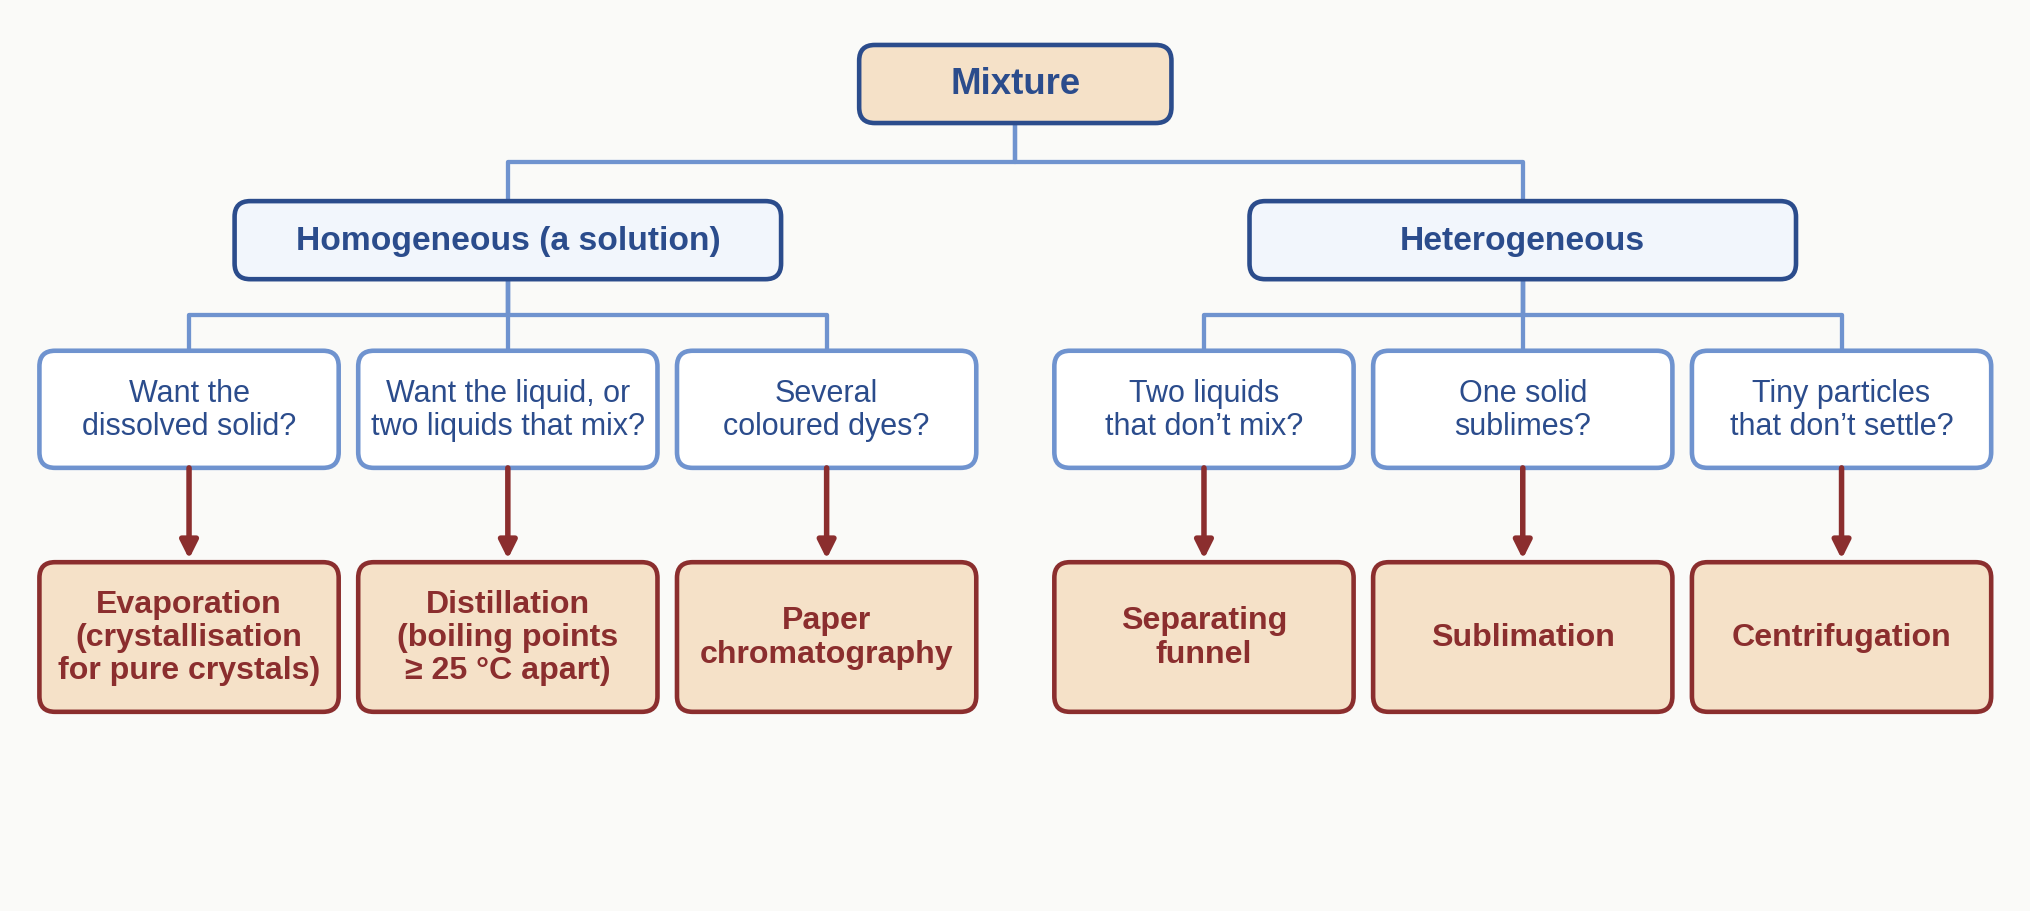 Mixture
Homogeneous (a solution)
Heterogeneous
Want the
dissolved solid?
Want the liquid, or
two liquids that mix?
Several
coloured dyes?
Two liquids
that don’t mix?
One solid
sublimes?
Tiny particles
that don’t settle?
Evaporation
(crystallisation
for pure crystals)
Distillation
(boiling points
≥ 25 °C apart)
Paper
chromatography
Separating
funnel
Sublimation
Centrifugation